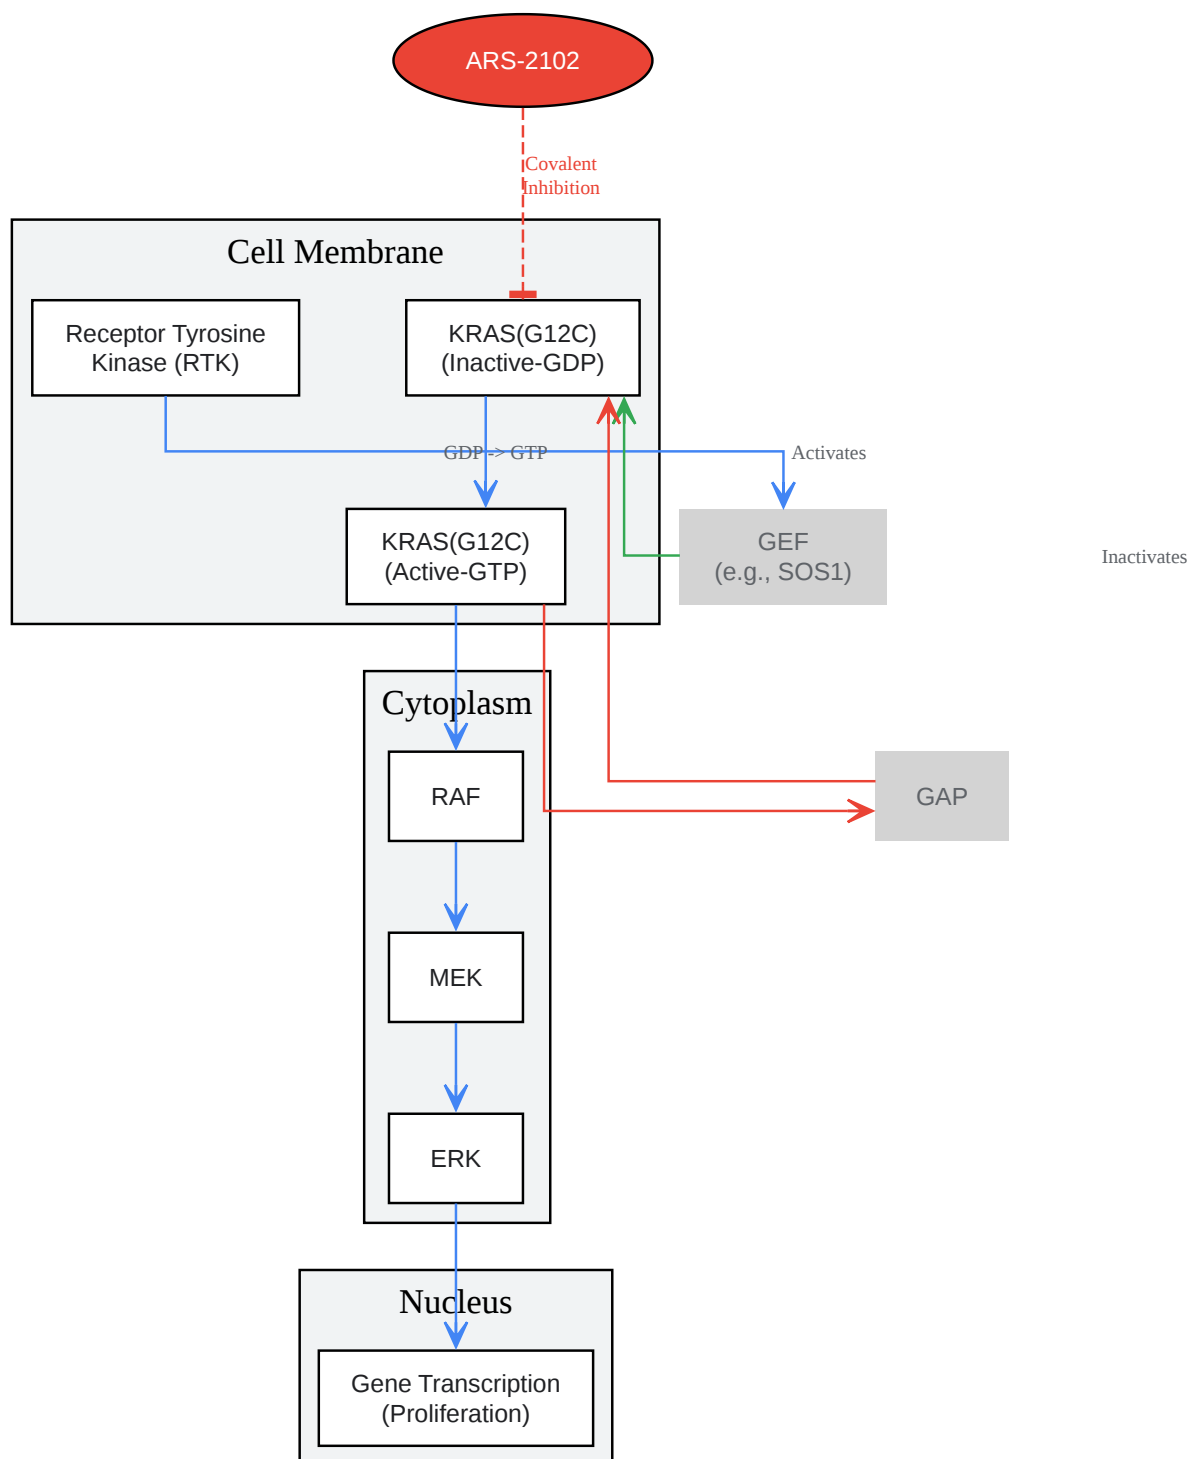 ARS-2102
Covalent
Inhibition
Cell Membrane
Receptor Tyrosine
Kinase (RTK)
KRAS(G12C)
(Inactive-GDP)
GDP -> GTP
Activates
KRAS(G12C)
(Active-GTP)
GEF
(e.g., SOS1)
Inactivates
Cytoplasm
RAF
GAP
MEK
ERK
Nucleus
Gene Transcription
(Proliferation)